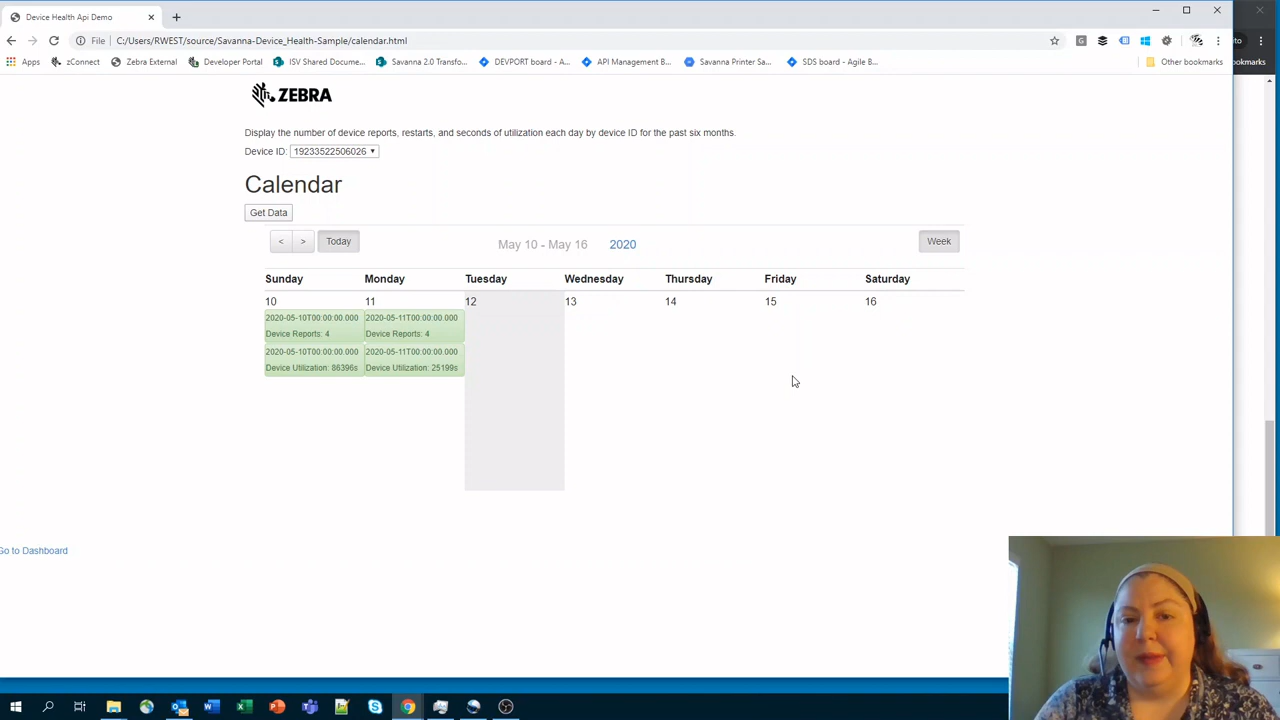 Device Health Api Demo
File
C:/Users/RWEST/source/Savanna-Device_Health-Sample/calendar.html
Apps
zConnect
Zebra External
Developer Portal
ISV Shared Docume...
Savanna 2.0 Transfo...
DEVPORT board - A...
API Management B...
Savanna Printer Sa...
SDS board - Agile B...
Other bookmarks
ZEBRA
Display the number of device reports, restarts, and seconds of utilization each day by device ID for the past six months.
Device ID: 19233522506026
Calendar
Get Data
< > Today
May 10 - May 16 2020
Week
Sunday Monday Tuesday Wednesday Thursday Friday Saturday
10 11 12 13 14 15 16
2020-05-10T00:00:00.000 2020-05-11T00:00:00.000
Device Reports: 4 Device Reports: 4
2020-05-10T00:00:00.000 2020-05-11T00:00:00.000
Device Utilization: 86396s Device Utilization: 25199s
Go to Dashboard